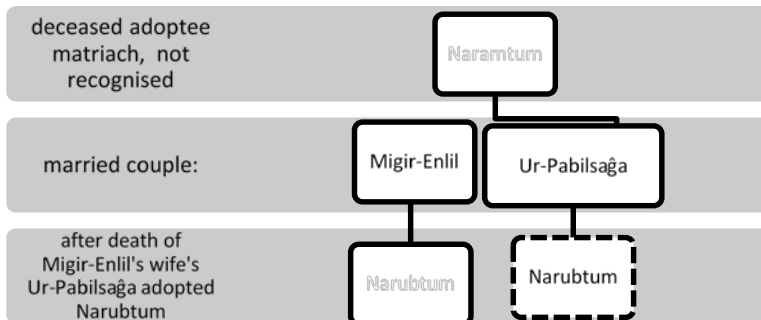 deceased adoptee
matriach, not
recognised
Naramtum
married couple:
Migir-Enlil
Ur-Pabilsaĝa
after death of
Migir-Enlil's wife's
Ur-Pabilsaĝa adopted
Narubtum
Narubtum
Narubtum